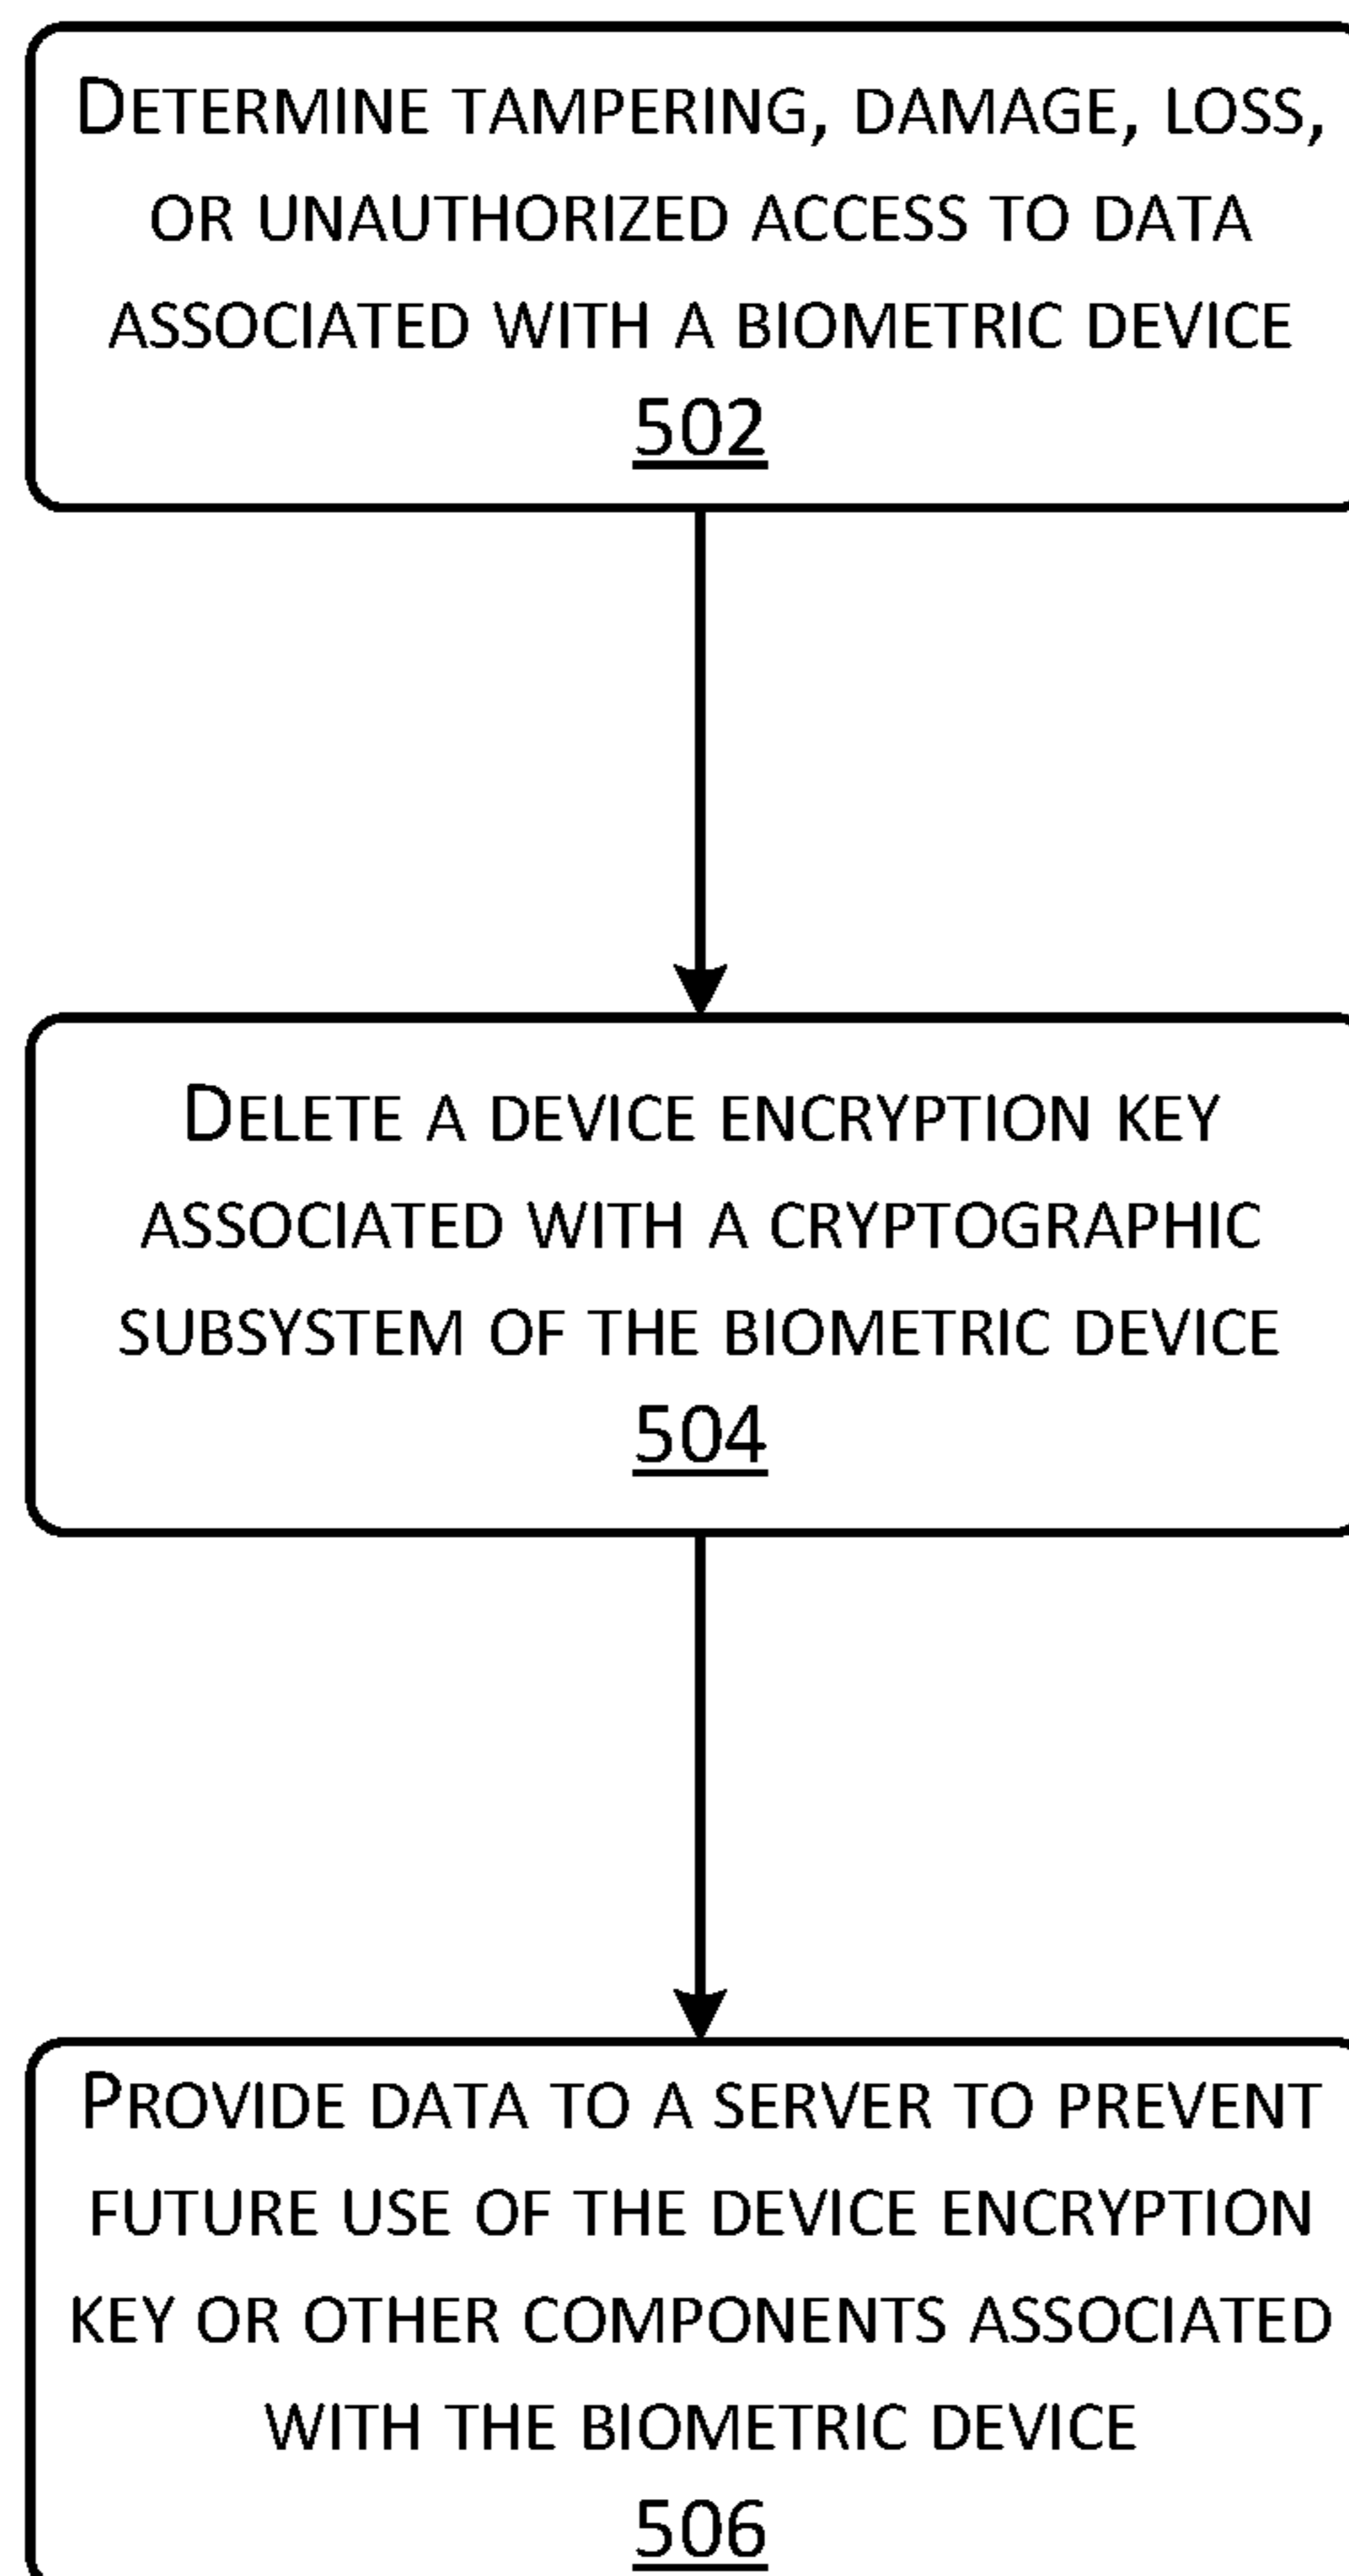 DETERMINE TAMPERING, DAMAGE, LOSS,
OR UNAUTHORIZED ACCESS TO DATA
ASSOCIATED WITH A BIOMETRIC DEVICE
502
DELETE A DEVICE ENCRYPTION KEY
ASSOCIATED WITH A CRYPTOGRAPHIC
SUBSYSTEM OF THE BIOMETRIC DEVICE
504
PROVIDE DATA TO A SERVER TO PREVENT
FUTURE USE OF THE DEVICE ENCRYPTION
KEY OR OTHER COMPONENTS ASSOCIATED
WITH THE BIOMETRIC DEVICE
506